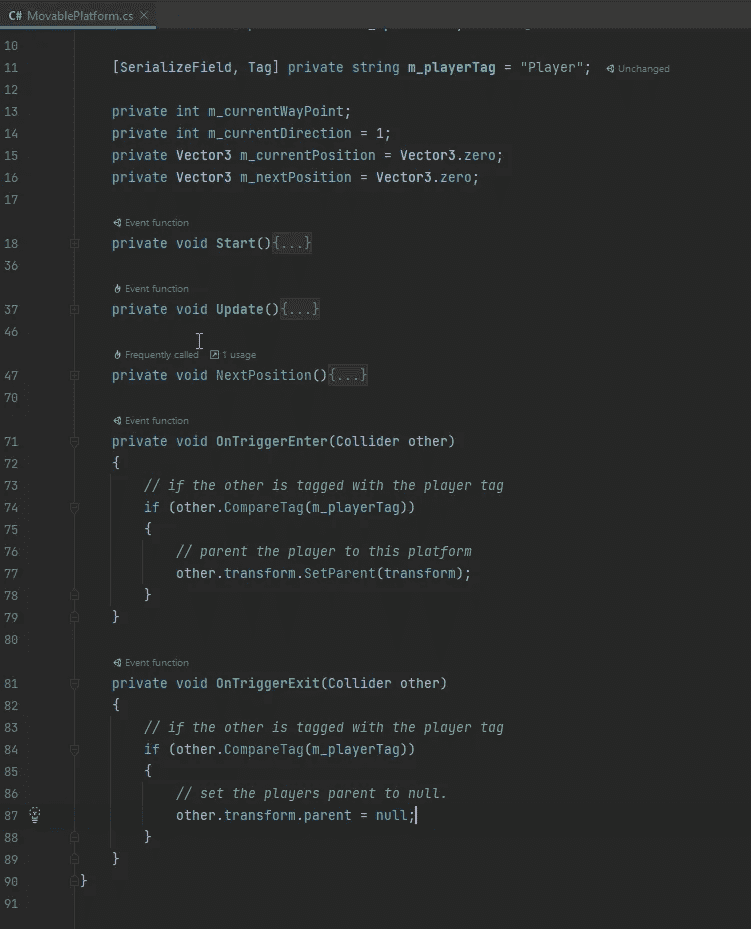 C# MovablePlatform.cs ×
10
11 [SerializeField, Tag] private string m_playerTag = "Player"; Unchanged
12
13 private int m_currentWayPoint;
14 private int m_currentDirection = 1;
15 private Vector3 m_currentPosition = Vector3.zero;
16 private Vector3 m_nextPosition = Vector3.zero;
17
Event function
18 private void Start(){...}
36
Event function
37 private void Update(){...}
46
Frequently called 1 usage
47 private void NextPosition(){...}
70
Event function
71 private void OnTriggerEnter(Collider other)
72 {
73 // if the other is tagged with the player tag
74 if (other.CompareTag(m_playerTag))
75 {
76 // parent the player to this platform
77 other.transform.SetParent(transform);
78 }
79 }
80
Event function
81 private void OnTriggerExit(Collider other)
82 {
83 // if the other is tagged with the player tag
84 if (other.CompareTag(m_playerTag))
85 {
86 // set the players parent to null.
87 other.transform.parent = null;
88 }
89 }
90 }
91